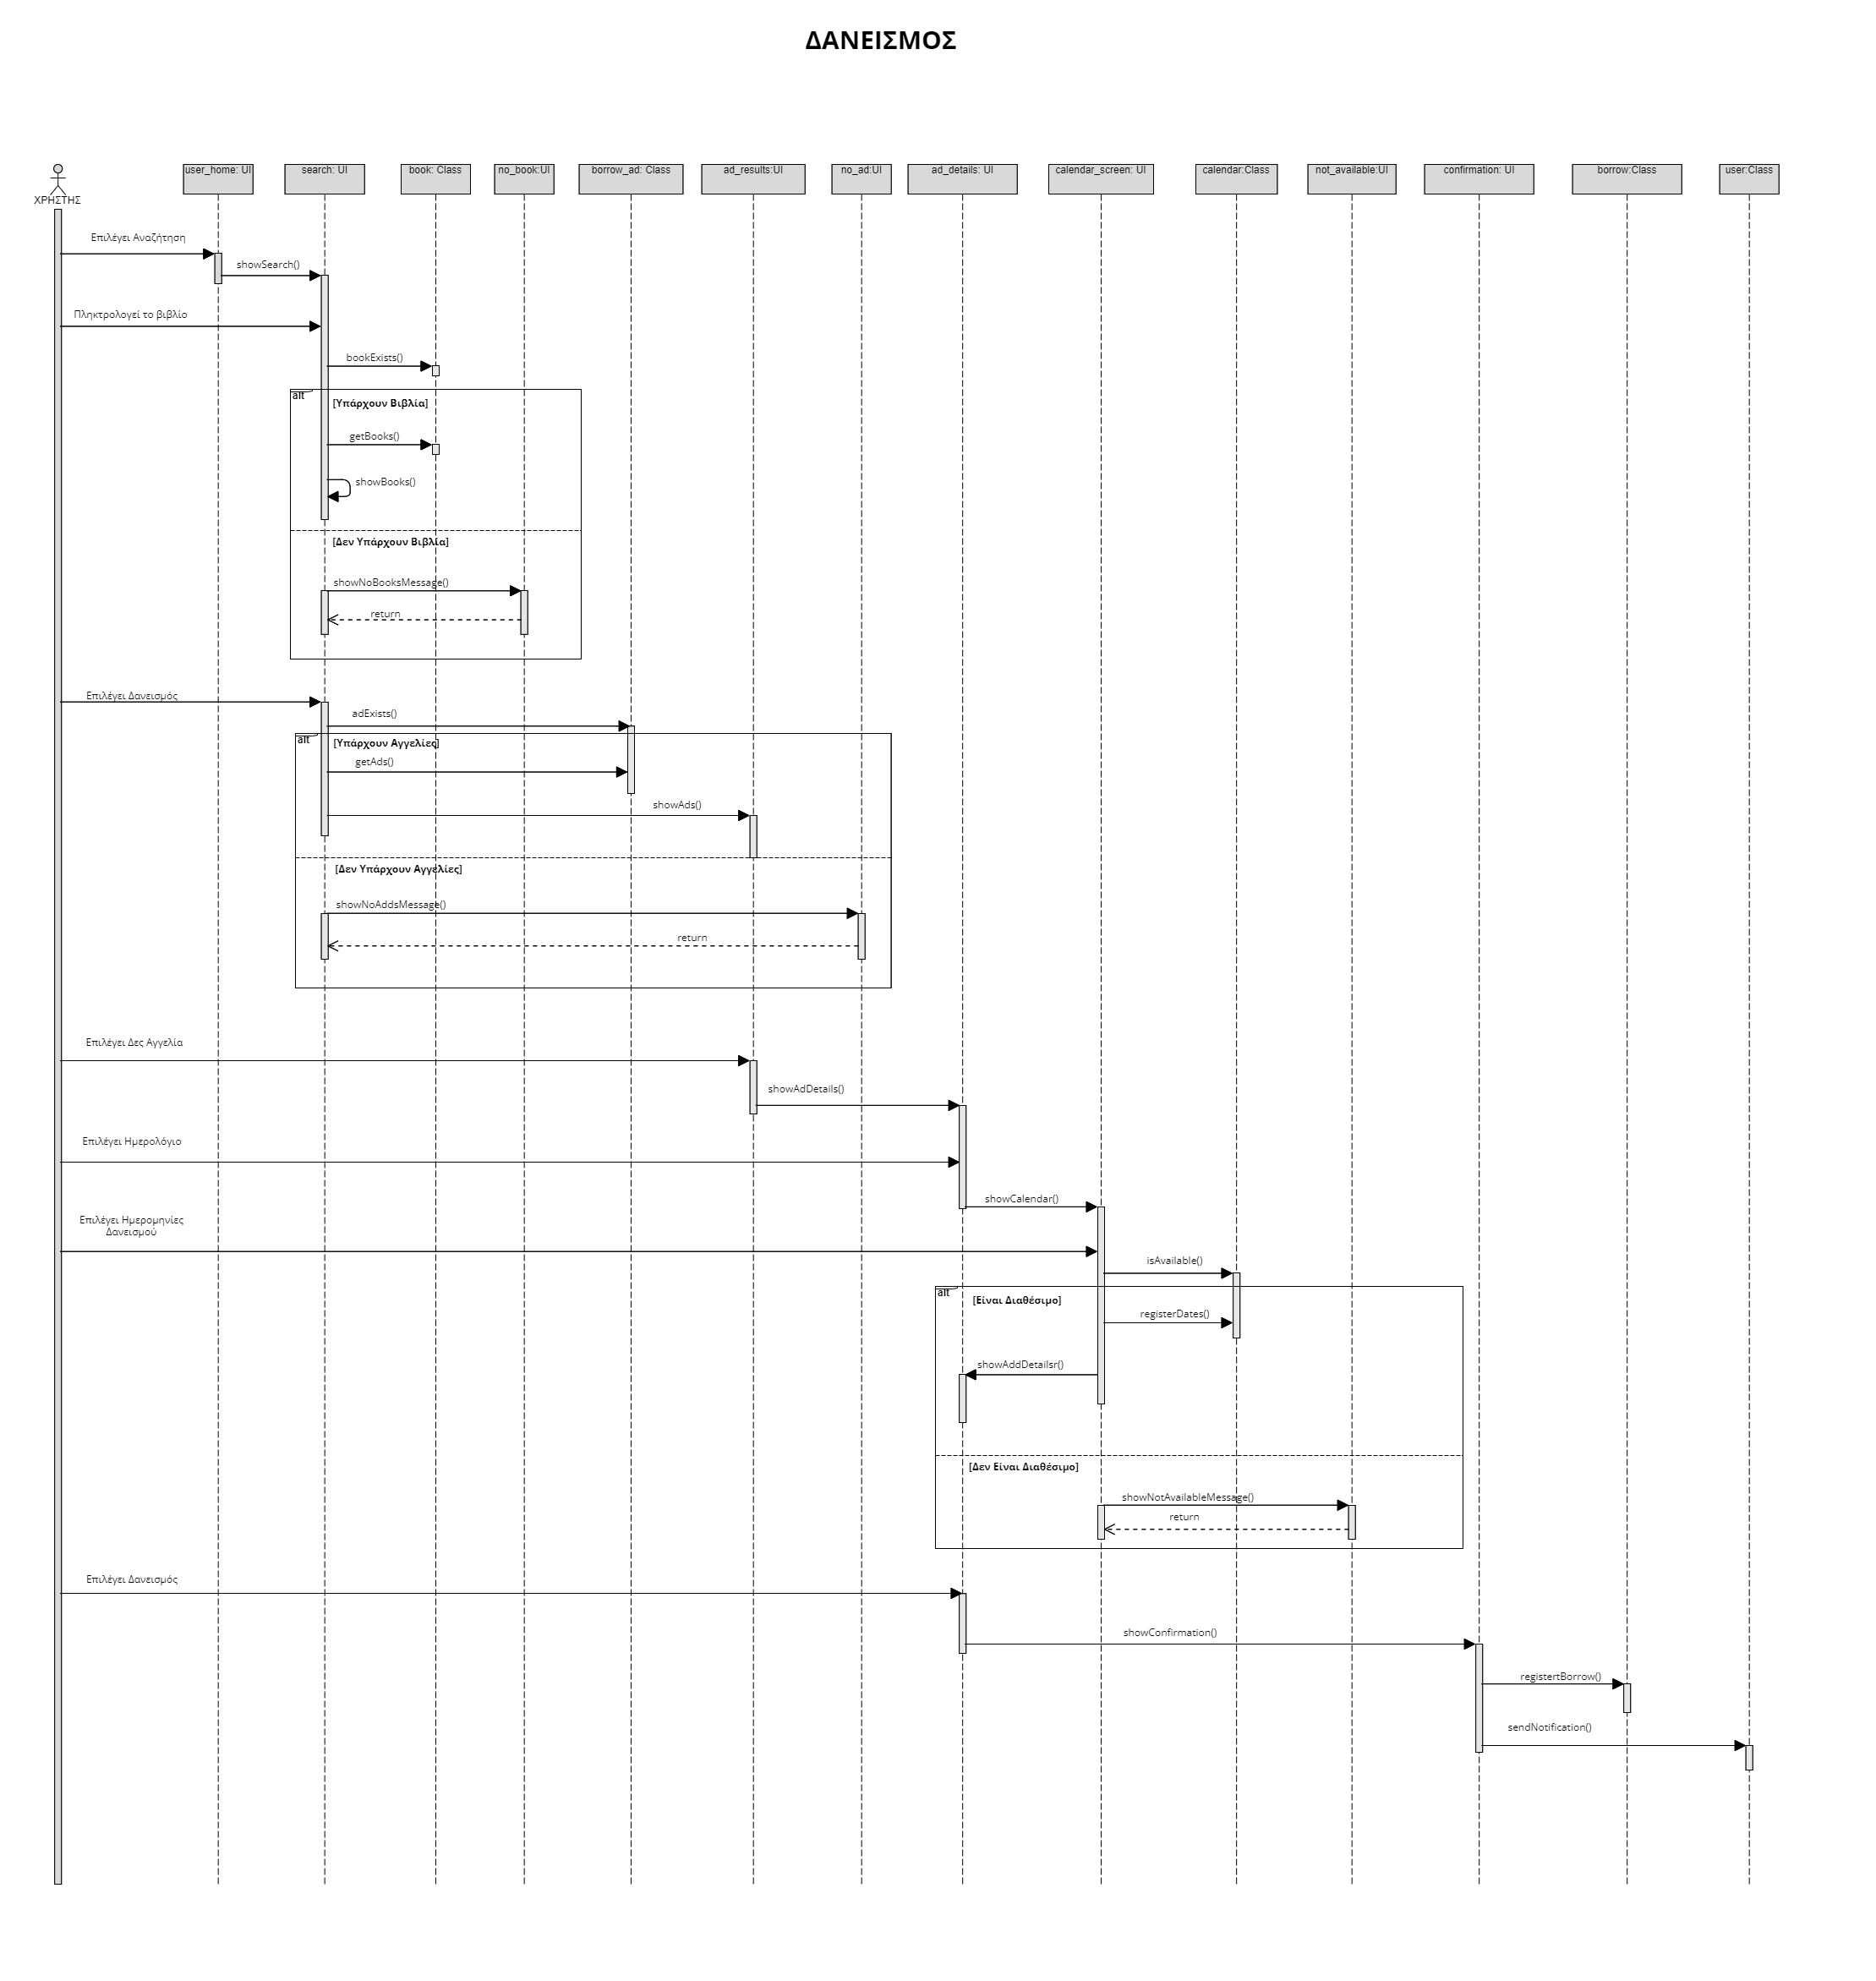 ΔΑΝΕΙΣΜΟΣ
ΧΡΗΣΤΗΣ
user_home: UI
search: UI
book: Class
no_book:UI
borrow_ad: Class
ad_results:UI
no_ad:UI
ad_details: UI
calendar_screen: UI
calendar:Class
not_available:UI
confirmation: UI
borrow:Class
user:Class
Επιλέγει Αναζήτηση
showSearch()
Πληκτρολογεί το βιβλίο
bookExists()
alt
[Υπάρχουν Βιβλία]
getBooks()
showBooks()
[Δεν Υπάρχουν Βιβλία]
showNoBooksMessage()
return
Επιλέγει Δανεισμός
adExists()
alt
[Υπάρχουν Αγγελίες]
getAds()
showAds()
[Δεν Υπάρχουν Αγγελίες]
showNoAddsMessage()
return
Επιλέγει Δες Αγγελία
showAdDetails()
Επιλέγει Ημερολόγιο
showCalendar()
Επιλέγει Ημερομηνίες
Δανεισμού
isAvailable()
alt
[Είναι Διαθέσιμο]
registerDates()
showAddDetailsr()
[Δεν Είναι Διαθέσιμο]
showNotAvailableMessage()
return
Επιλέγει Δανεισμός
showConfirmation()
registertBorrow()
sendNotification()